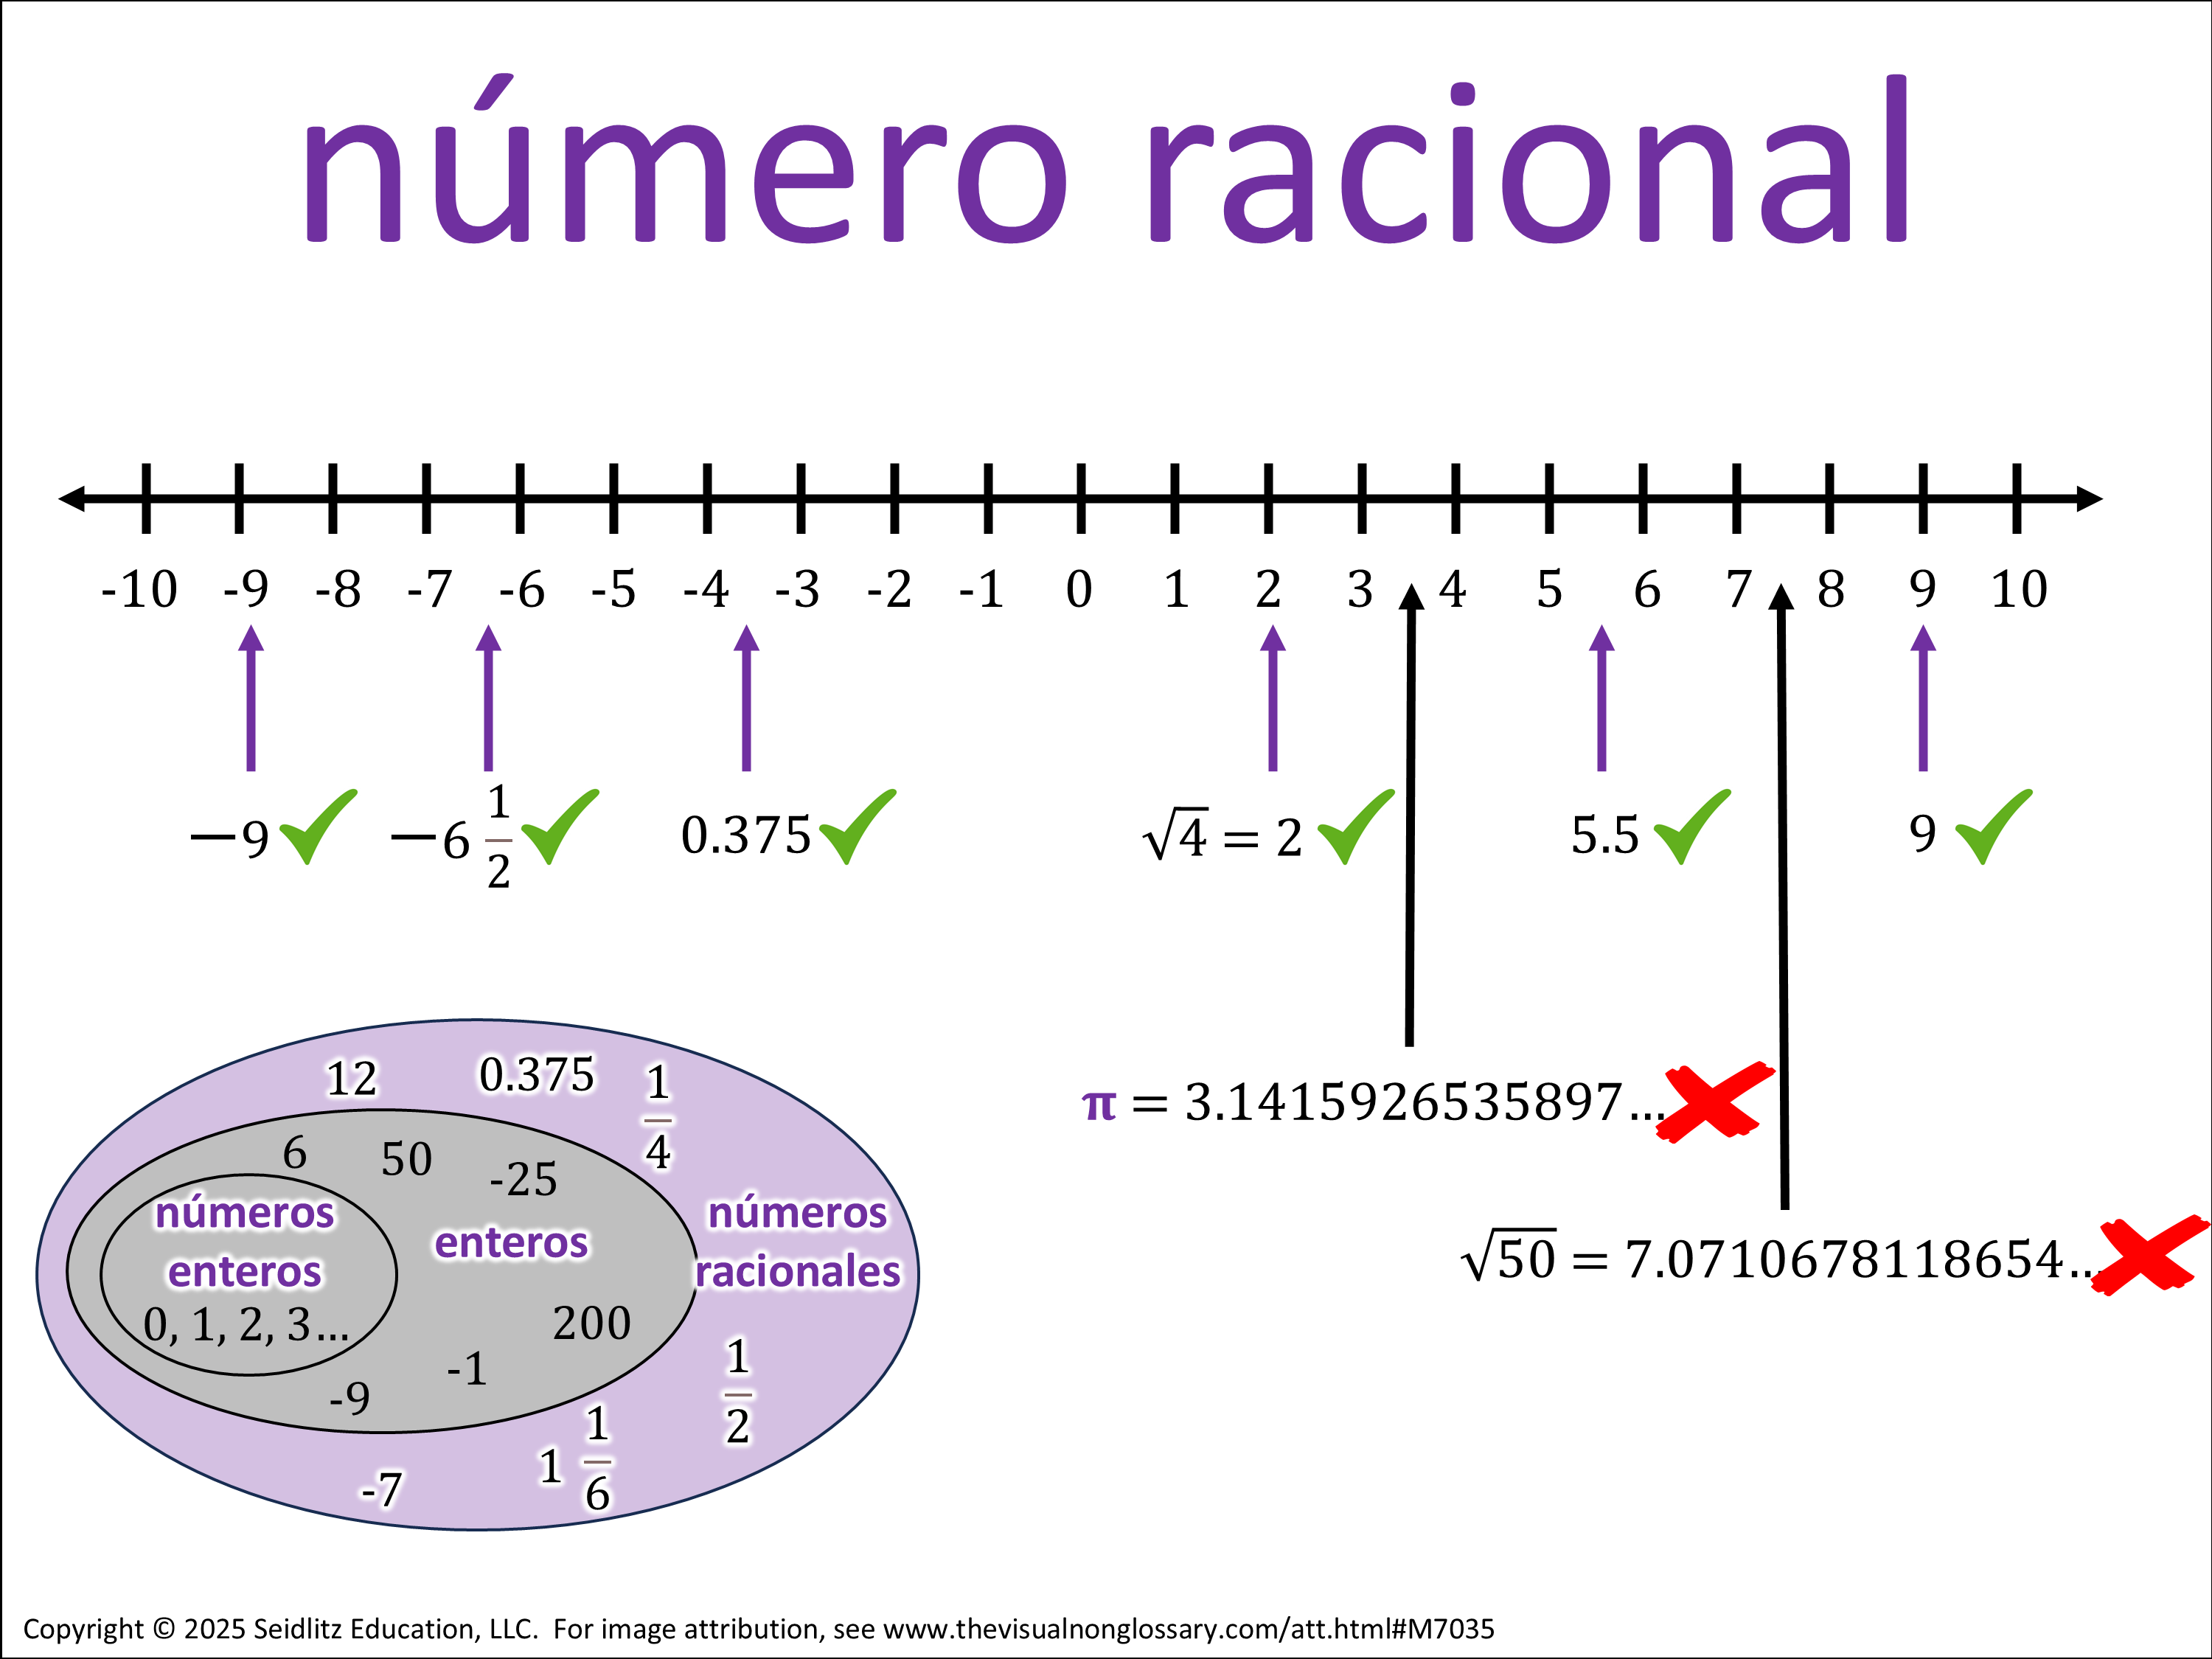 número racional
-10 -9 -8 -7 -6 -5 -4 -3 -2 -1 0 1 2 3 4 5 6 7 8 9 10
−9 −6 1/2 0.375 √4 = 2 5.5 9
π = 3.1415926535897...
√50 = 7.0710678118654...
12 0.375 1/4
6 50 -25
números
enteros
0, 1, 2, 3...
enteros
números
racionales
200
-1
-9
1/2
1 1/6
-7
Copyright © 2025 Seidlitz Education, LLC.  For image attribution, see www.thevisualnonglossary.com/att.html#M7035